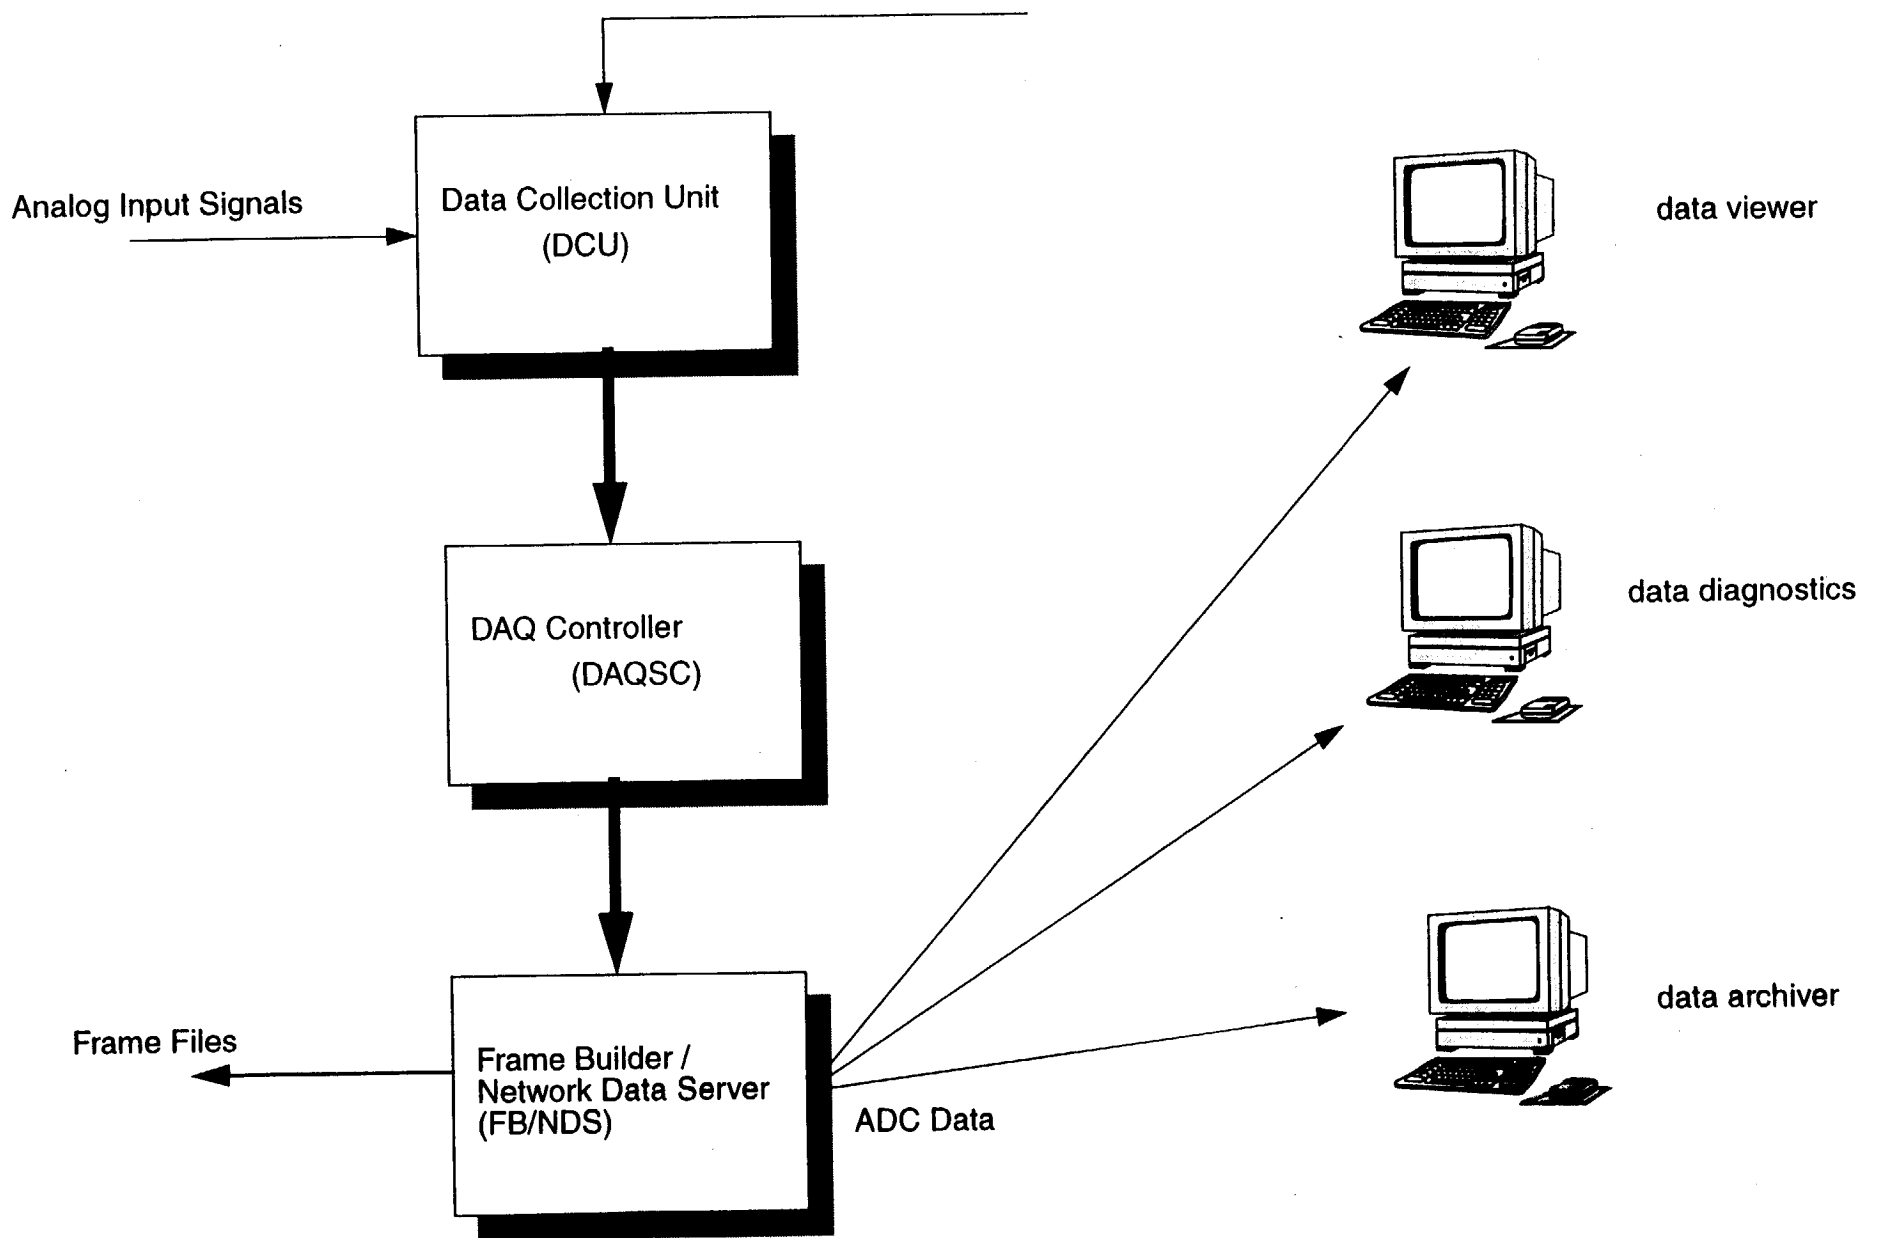 Analog Input Signals
Data Collection Unit
(DCU)
data viewer
data diagnostics
DAQ Controller
(DAQSC)
data archiver
Frame Files
Frame Builder /
Network Data Server
(FB/NDS)
ADC Data